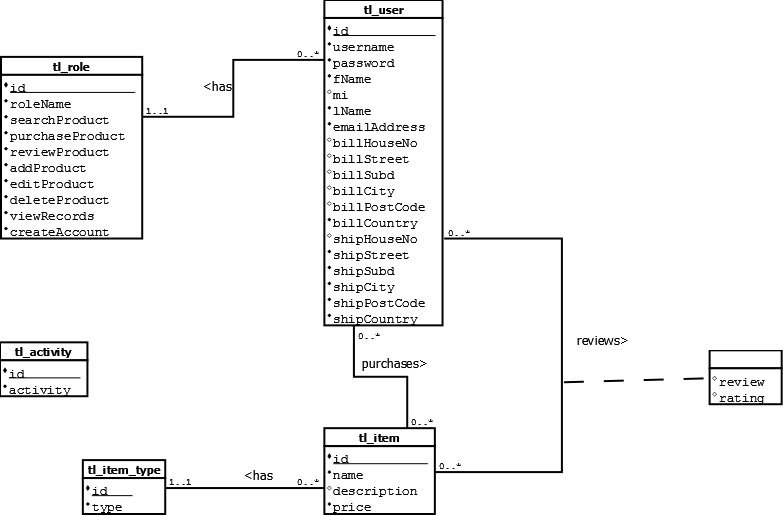 tl_user
id
username
password
fName
mi
lName
emailAddress
billHouseNo
billStreet
billSubd
billCity
billPostCode
billCountry
shipHouseNo
shipStreet
shipSubd
shipCity
shipPostCode
shipCountry
0..*
<has
1..1
tl_role
id
roleName
searchProduct
purchaseProduct
reviewProduct
addProduct
editProduct
deleteProduct
viewRecords
createAccount
0..*
0..*
reviews>
purchases>
tl_activity
id
activity
review
rating
0..*
0..*
tl_item
id
name
description
price
tl_item_type
id
type
1..1
<has
0..*